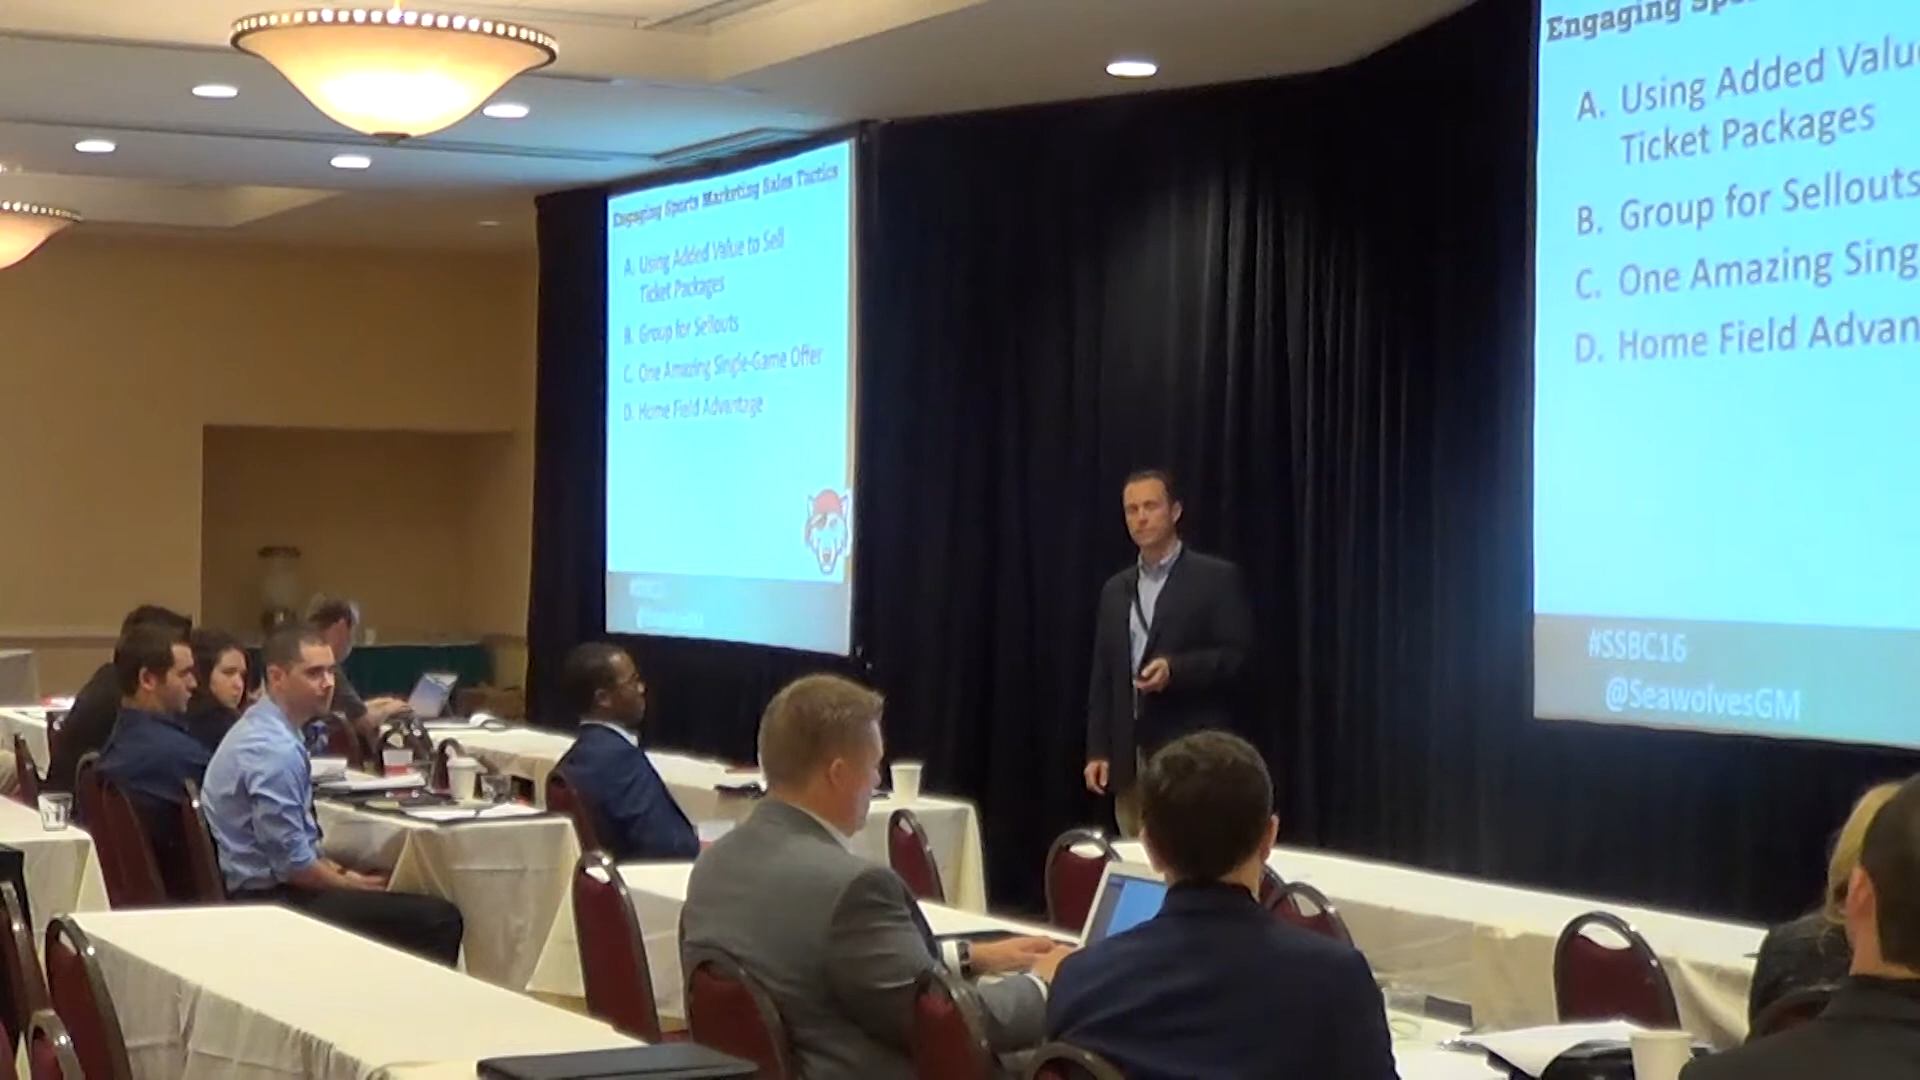 Engaging Sports Marketing Sales Tactics
A. Using Added Value to Sell
Ticket Packages
B. Group for Sellouts
C. One Amazing Single-Game Offer
D. Home Field Advantage
Engaging
A. Using Added Valu
Ticket Packages
B. Group for Sellouts
C. One Amazing Sing
D. Home Field Advan
#SSBC16
@SeawolvesGM